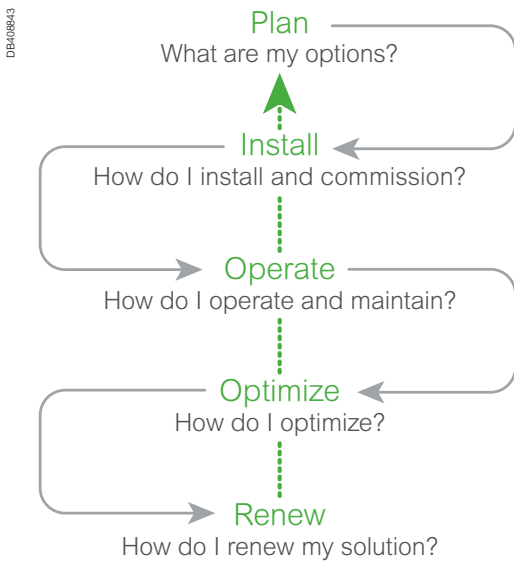 DB408843
Plan
What are my options?
Install
How do I install and commission?
Operate
How do I operate and maintain?
Optimize
How do I optimize?
Renew
How do I renew my solution?